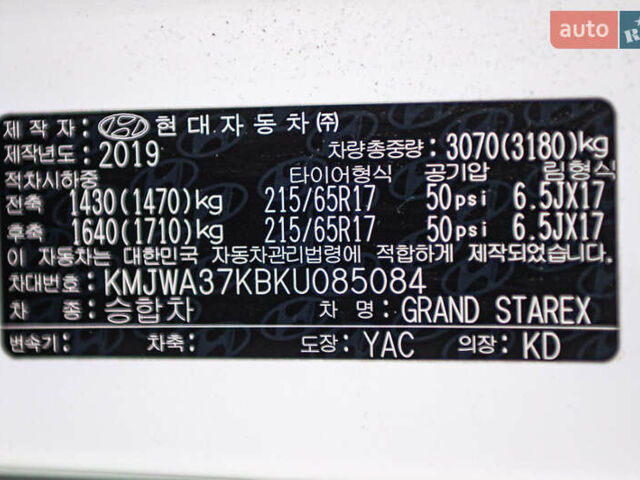 auto R
제작자: HYUNDAI 현대자동차㈜
제작년도: 2019 차량총중량: 3070(3180)kg
적차시하중 타이어형식 공기압 림형식
전축 1430(1470)kg 215/65R17 50psi 6.5JX17
후축 1640(1710)kg 215/65R17 50psi 6.5JX17
이 자동차는 대한민국 자동차관리법령에 적합하게 제작되었습니다.
차대번호: KMJWA37KBKU085084
차 종: 승합차 차 명: GRAND STAREX
변속기: 차축: 도장: YAC 의장: KD